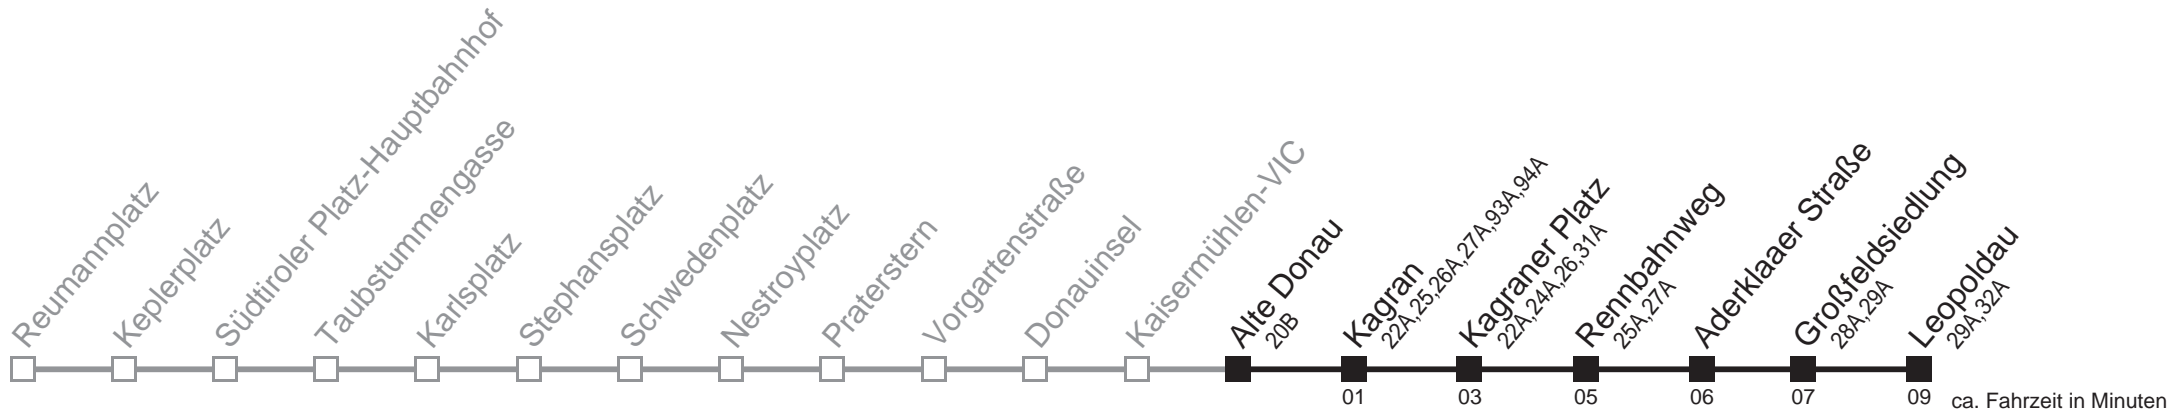 Reumannplatz
Keplerplatz
Südtiroler Platz-Hauptbahnhof
Taubstummengasse
Karlsplatz
Stephansplatz
Schwedenplatz
Nestroyplatz
Praterstern
Vorgartenstraße
Donauinsel
Kaisermühlen-VIC
Alte Donau
20B
Kagran
22A,25,26A,27A,93A,94A
Kagraner Platz
22A,24A,26,31A
Rennbahnweg
25A,27A
Aderklaaer Straße
Großfeldsiedlung
28A,29A
Leopoldau
29A,32A
01 03 05 06 07 09 ca. Fahrzeit in Minuten